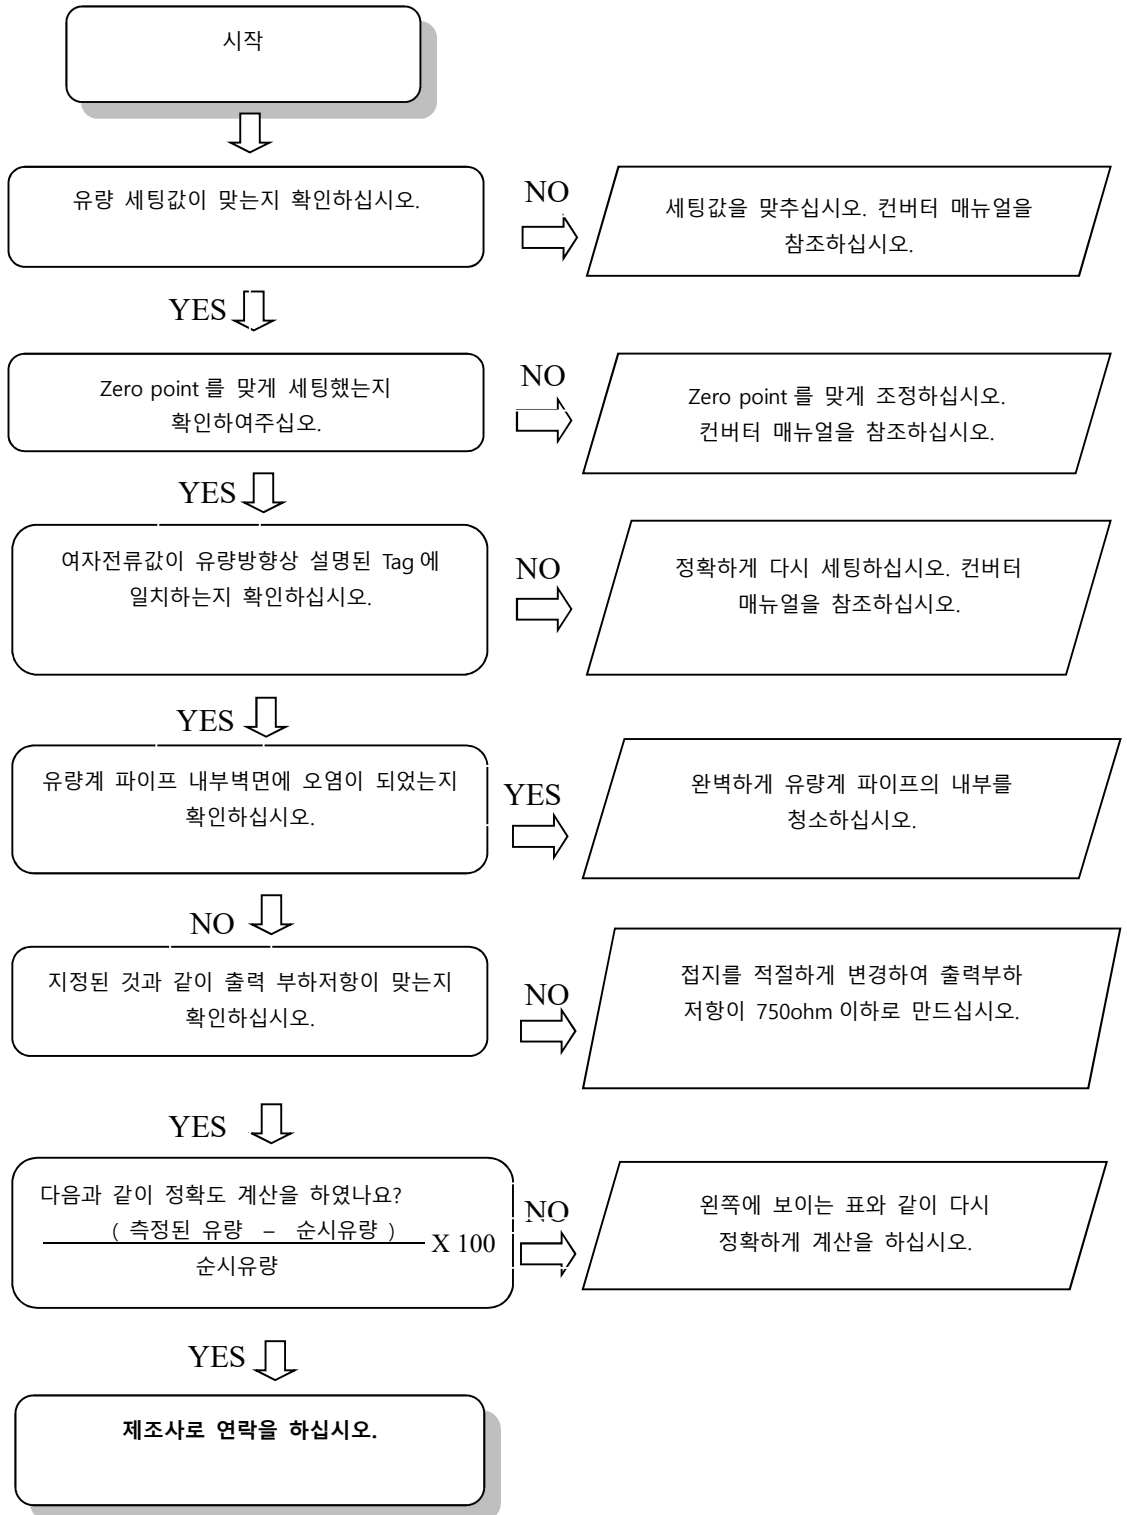 시작
유량 세팅값이 맞는지 확인하십시오.
NO
세팅값을 맞추십시오. 컨버터 매뉴얼을
참조하십시오.
YES
Zero point 를 맞게 세팅했는지
확인하여주십오.
NO
Zero point 를 맞게 조정하십시오.
컨버터 매뉴얼을 참조하십시오.
YES
여자전류값이 유량방향상 설명된 Tag 에
일치하는지 확인하십시오.
NO
정확하게 다시 세팅하십시오. 컨버터
매뉴얼을 참조하십시오.
YES
유량계 파이프 내부벽면에 오염이 되었는지
확인하십시오.
YES
완벽하게 유량계 파이프의 내부를
청소하십시오.
NO
지정된 것과 같이 출력 부하저항이 맞는지
확인하십시오.
NO
접지를 적절하게 변경하여 출력부하
저항이 750ohm 이하로 만드십시오.
YES
다음과 같이 정확도 계산을 하였나요?
( 측정된 유량 – 순시유량 )
X 100
순시유량
NO
왼쪽에 보이는 표와 같이 다시
정확하게 계산을 하십시오.
YES
제조사로 연락을 하십시오.